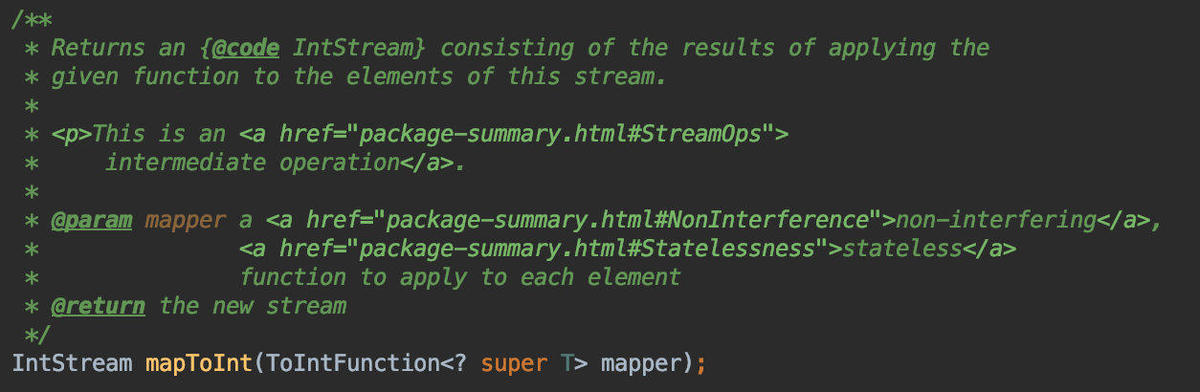 /**
 * Returns an {@code IntStream} consisting of the results of applying the
 * given function to the elements of this stream.
 *
 * <p>This is an <a href="package-summary.html#StreamOps">
 *     intermediate operation</a>.
 *
 * @param mapper a <a href="package-summary.html#NonInterference">non-interfering</a>,
 *               <a href="package-summary.html#Statelessness">stateless</a>
 *               function to apply to each element
 * @return the new stream
 */
IntStream mapToInt(ToIntFunction<? super T> mapper);